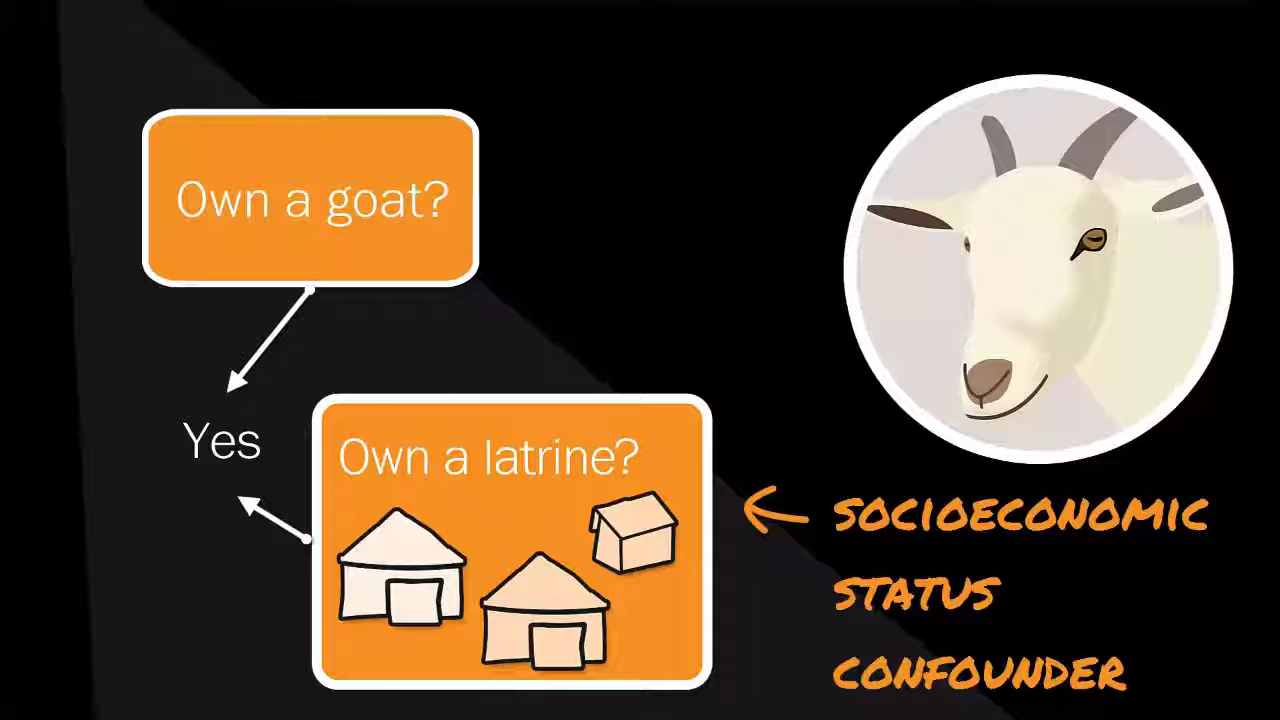 Own a goat?
Yes
Own a latrine?
SOCIOECONOMIC
STATUS
CONFOUNDER